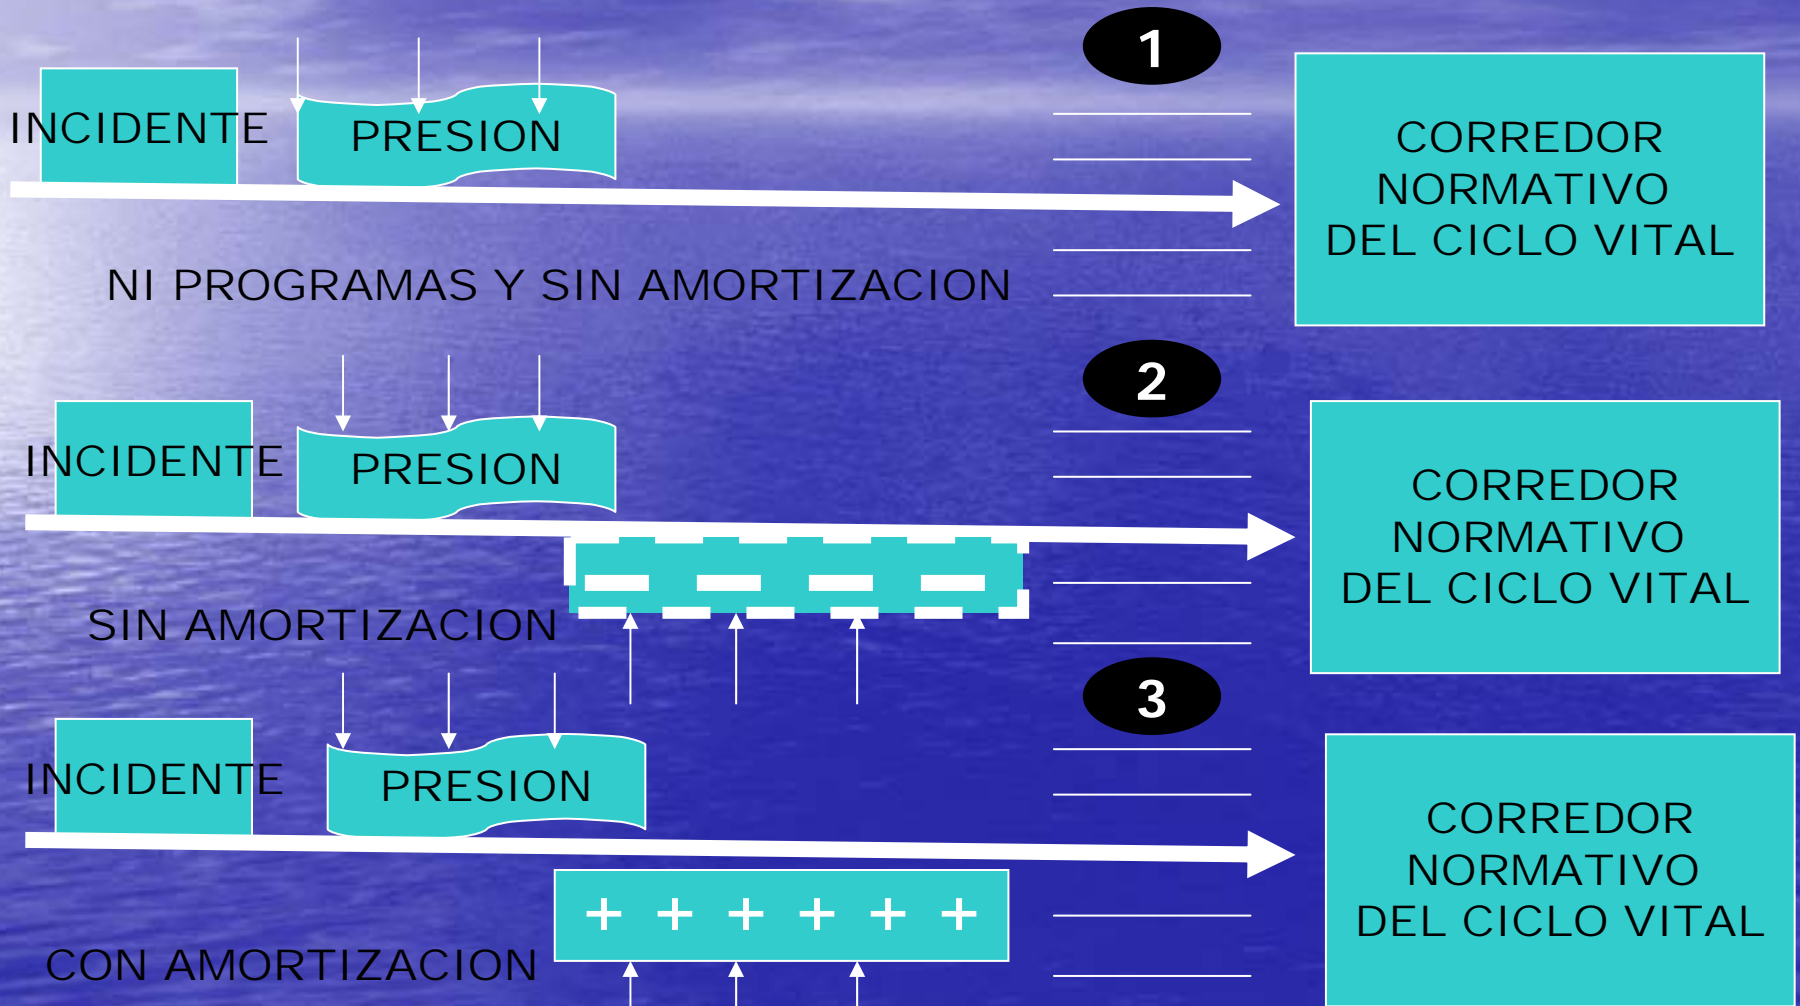 1
INCIDENTE
PRESION
CORREDOR
NORMATIVO
DEL CICLO VITAL
NI PROGRAMAS Y SIN AMORTIZACION
2
INCIDENTE
PRESION
CORREDOR
NORMATIVO
DEL CICLO VITAL
SIN AMORTIZACION
3
INCIDENTE
PRESION
+ + + + + +
CORREDOR
NORMATIVO
DEL CICLO VITAL
CON AMORTIZACION